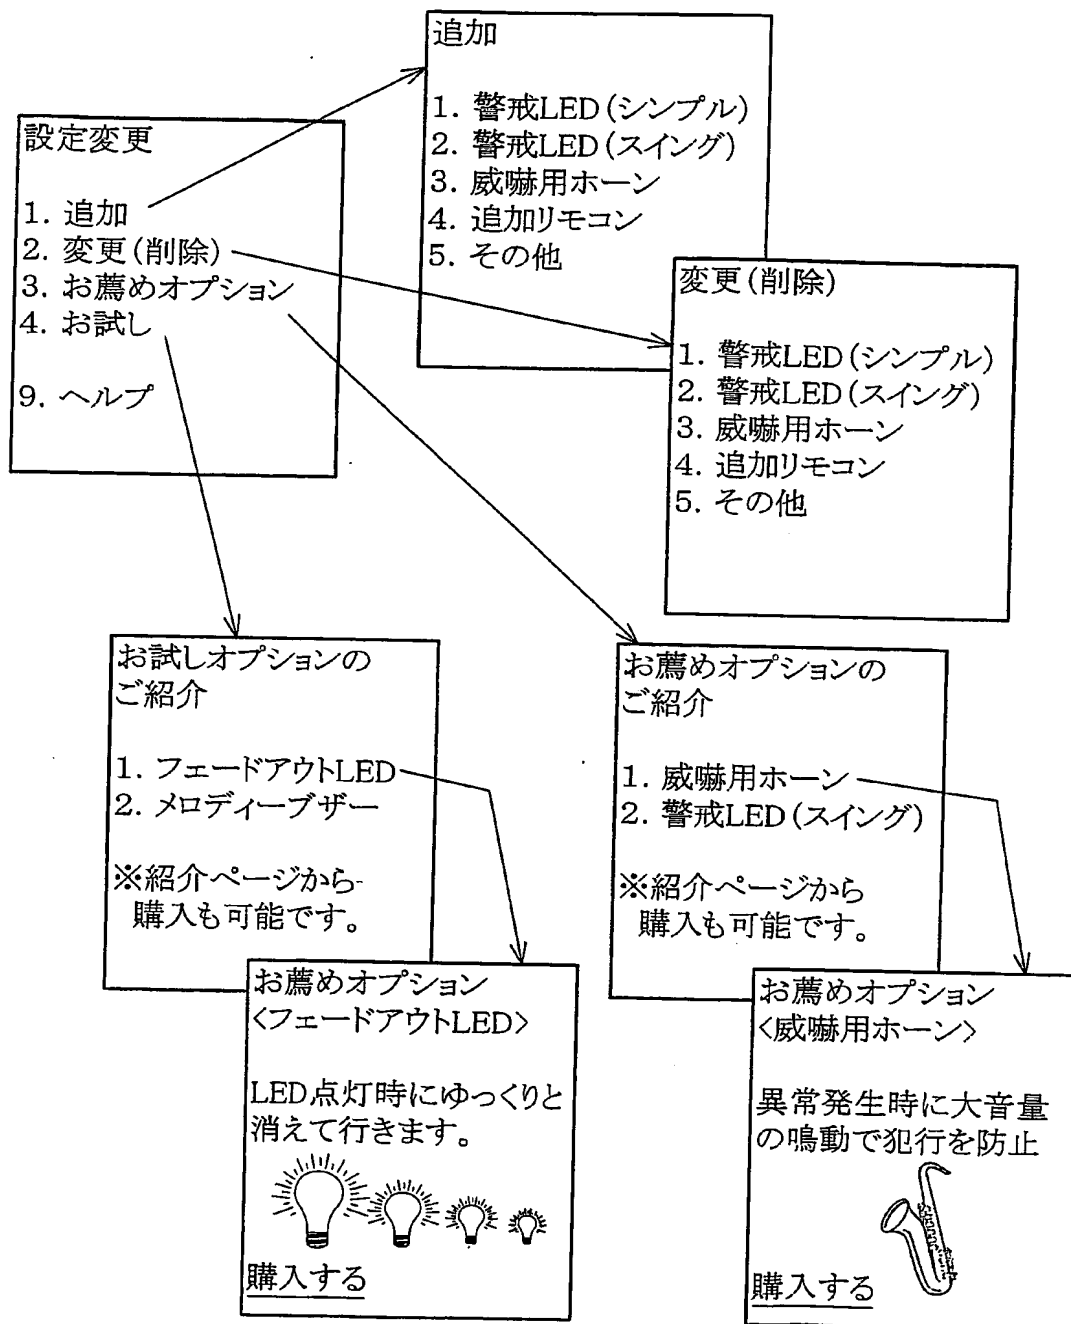 設定変更
1. 追加
2. 変更(削除)
3. お薦めオプション
4. お試し
9. ヘルプ
追加
1. 警戒LED(シンプル)
2. 警戒LED(スイング)
3. 威嚇用ホーン
4. 追加リモコン
5. その他
変更(削除)
1. 警戒LED(シンプル)
2. 警戒LED(スイング)
3. 威嚇用ホーン
4. 追加リモコン
5. その他
お試しオプションの
ご紹介
1. フェードアウトLED
2. メロディーブザー
※紹介ページから
購入も可能です。
お薦めオプション
<フェードアウトLED>
LED点灯時にゆっくりと
消えて行きます。
購入する
お薦めオプションの
ご紹介
1. 威嚇用ホーン
2. 警戒LED(スイング)
※紹介ページから
購入も可能です。
お薦めオプション
<威嚇用ホーン>
異常発生時に大音量
の鳴動で犯行を防止
購入する